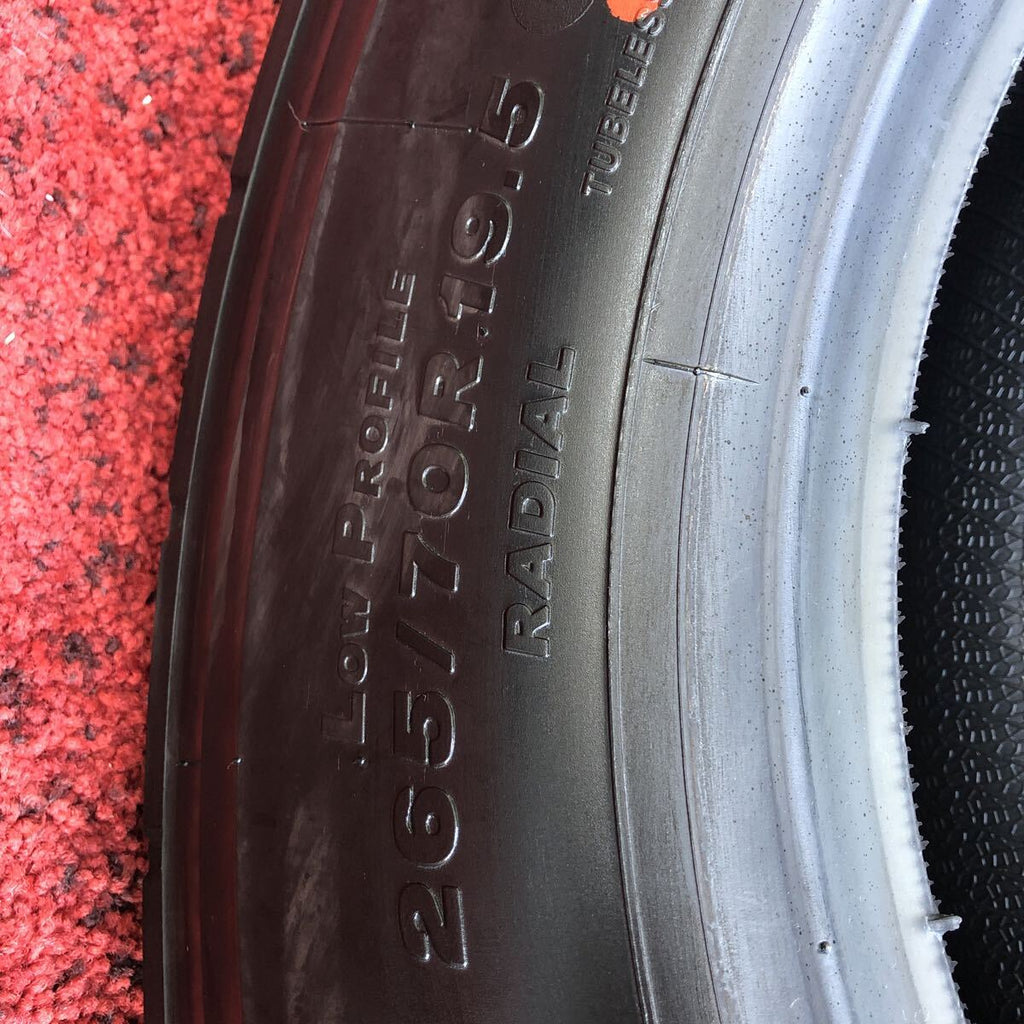 LOW PROFILE
265/70R19.5
RADIAL
TUBELESS